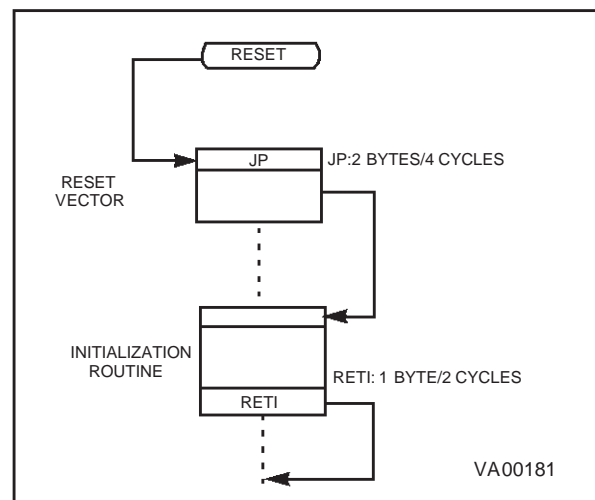 RESET
JP
JP:2 BYTES/4 CYCLES
RESET
VECTOR
INITIALIZATION
ROUTINE
RETI: 1 BYTE/2 CYCLES
RETI
VA00181